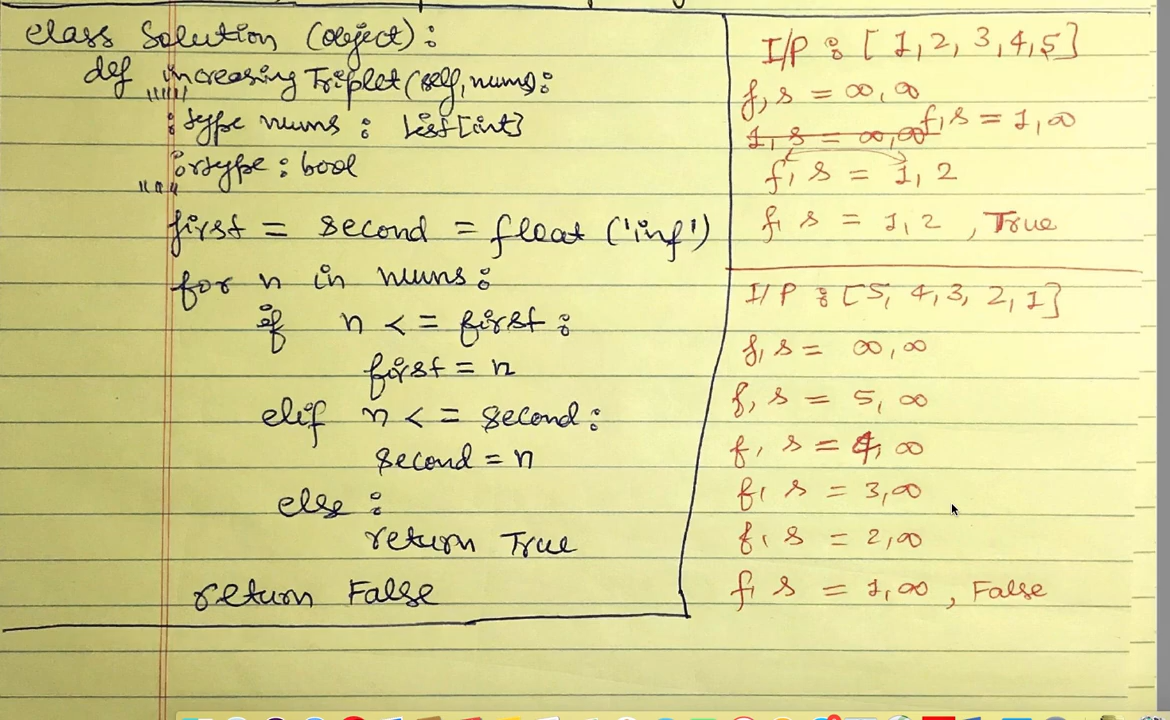 class Solution (object):
def increasingTriplet(self, nums):
"""""
:type nums: List[int]
:rtype: bool
""""
first = second = float ('inf')
for n in nums:
if n <= first:
first = n
elif n <= second:
second = n
else:
return True
return False
I/P : [1, 2, 3, 4, 5]
f, s = ∞, ∞
1, s = ∞, ∞ f, s = 1, ∞
f, s = 1, 2
f, s = 1, 2 , True
I/P : [5, 4, 3, 2, 1]
f, s = ∞, ∞
f, s = 5, ∞
f, s = 4, ∞
f, s = 3, ∞
f, s = 2, ∞
f, s = 1, ∞ , False